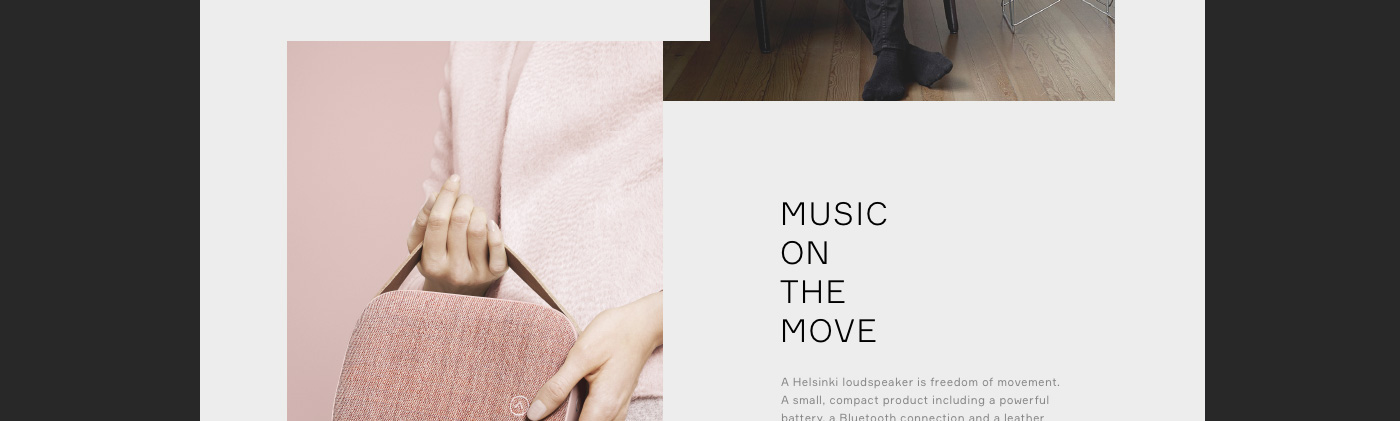 MUSIC
ON
THE
MOVE
A Helsinki loudspeaker is freedom of movement.
A small, compact product including a powerful
battery, a Bluetooth connection and a leather